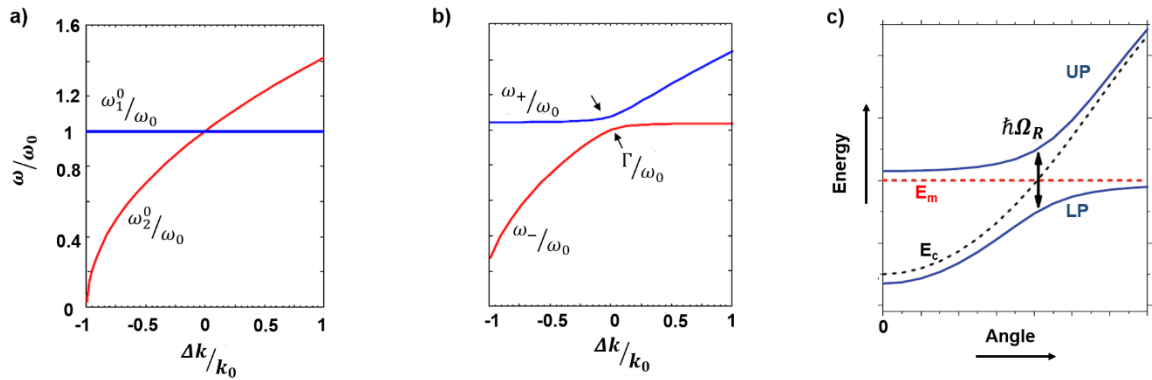 a)
1.6
1.2
1
0.8
0.4
0
ω/ω₀
ω₁⁰/ω₀
ω₂⁰/ω₀
-1
-0.5
0
0.5
1
Δk/k₀
b)
ω₊/ω₀
Γ/ω₀
ω₋/ω₀
-1
-0.5
0
0.5
1
Δk/k₀
c)
UP
ħΩ_R
E_m
LP
E_c
Energy
0
Angle